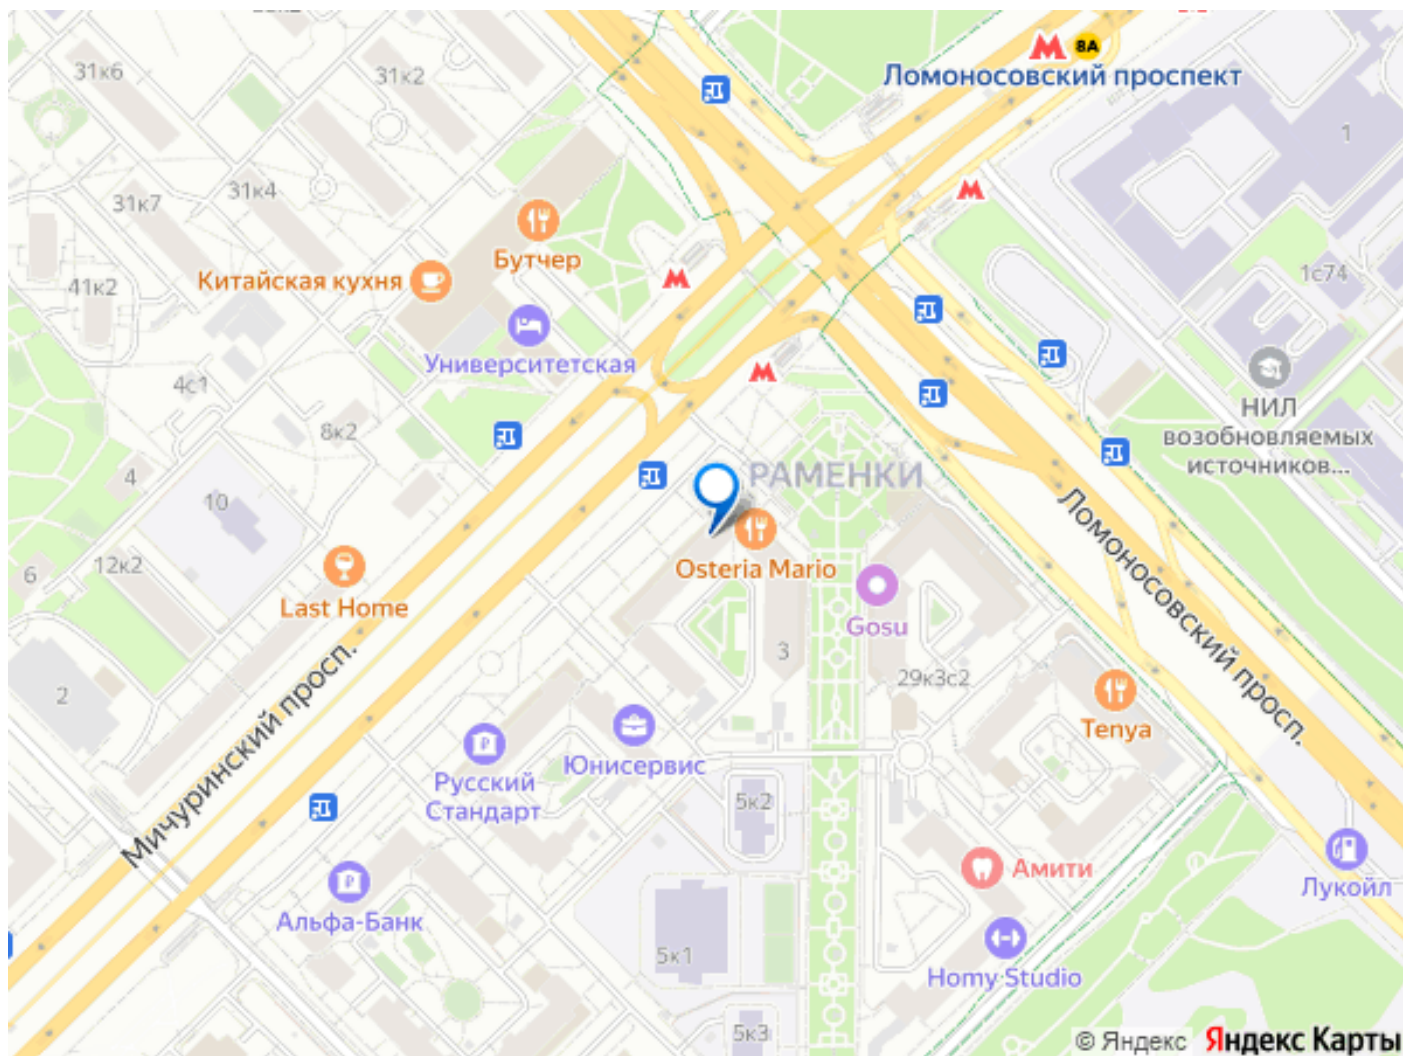 31к6
31к2
8А
Ломоносовский проспект
1
31к7
31к4
Бутчер
Китайская кухня
41к2
1с74
Университетская
4с1
8к2
НИЛ
возобновляемых
источников...
4
10
РАМЕНКИ
12к2
6
Osteria Mario
Last Home
Gosu
Ломоносовский просп.
3
29к3с2
2
Мичуринский просп.
Tenya
Юнисервис
Русский
Стандарт
5к2
Амити
Лукойл
Альфа-Банк
5к1
Homy Studio
5к3
© Яндекс Яндекс Карты